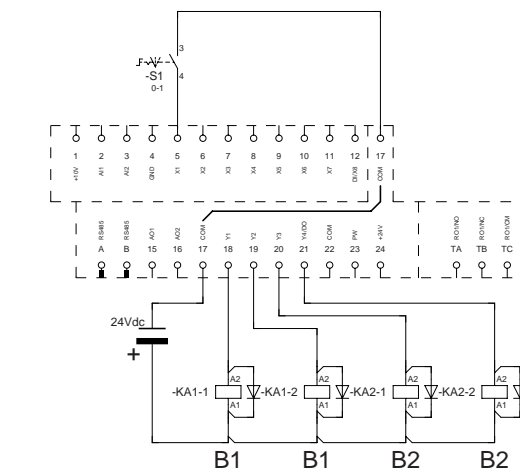 3
-S1
4
0-1
1 2 3 4 5 6 7 8 9 10 11 12 17
+10V AI1 AI2 GND X1 X2 X3 X4 X5 X6 X7 DI/X8 COM
RS485 RS485 AO1 AO2 COM Y1 Y2 Y3 Y4/DO COM PW +24V RO1/NO RO1/NC RO1/CM
A B 15 16 17 18 19 20 21 22 23 24 TA TB TC
24Vdc
+
A2 A2 A2 A2
-KA1-1 -KA1-2 -KA2-1 -KA2-2
A1 A1 A1 A1
B1 B1 B2 B2